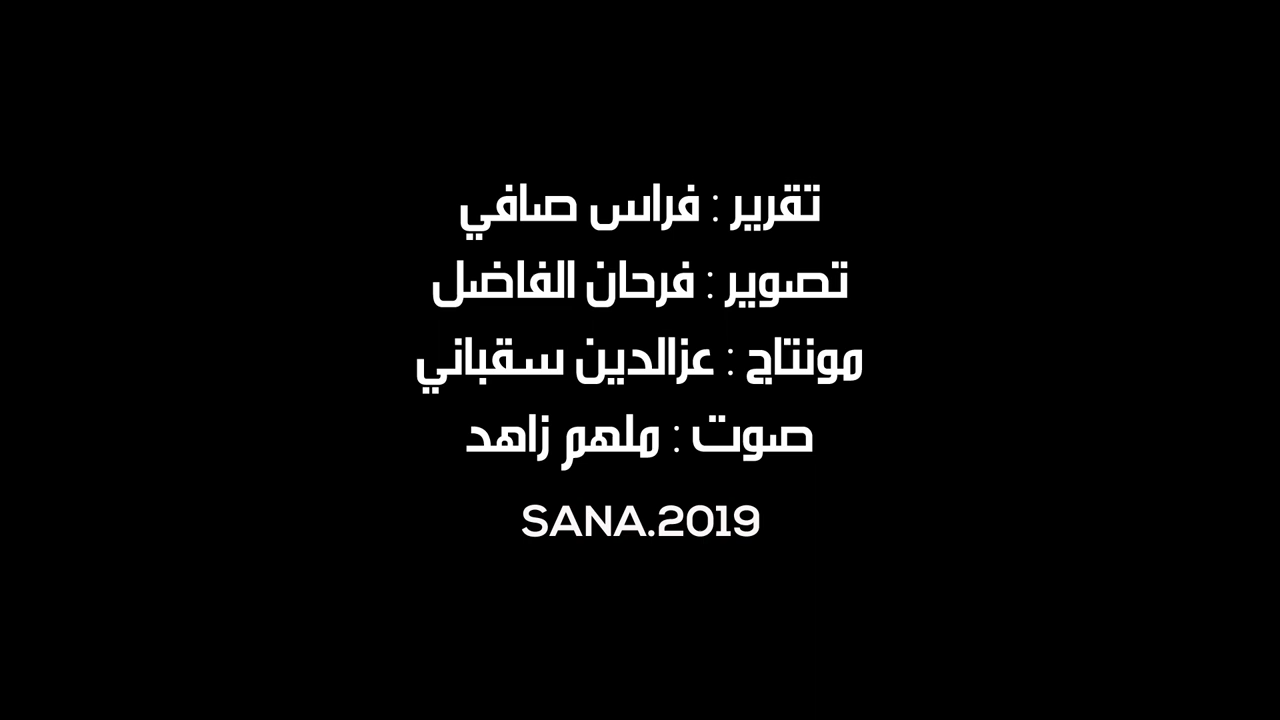 تقرير : فراس صافي
تصوير : فرحان الفاضل
مونتاج : عزالدين سقباني
صوت : ملهم زاهد
SANA.2019